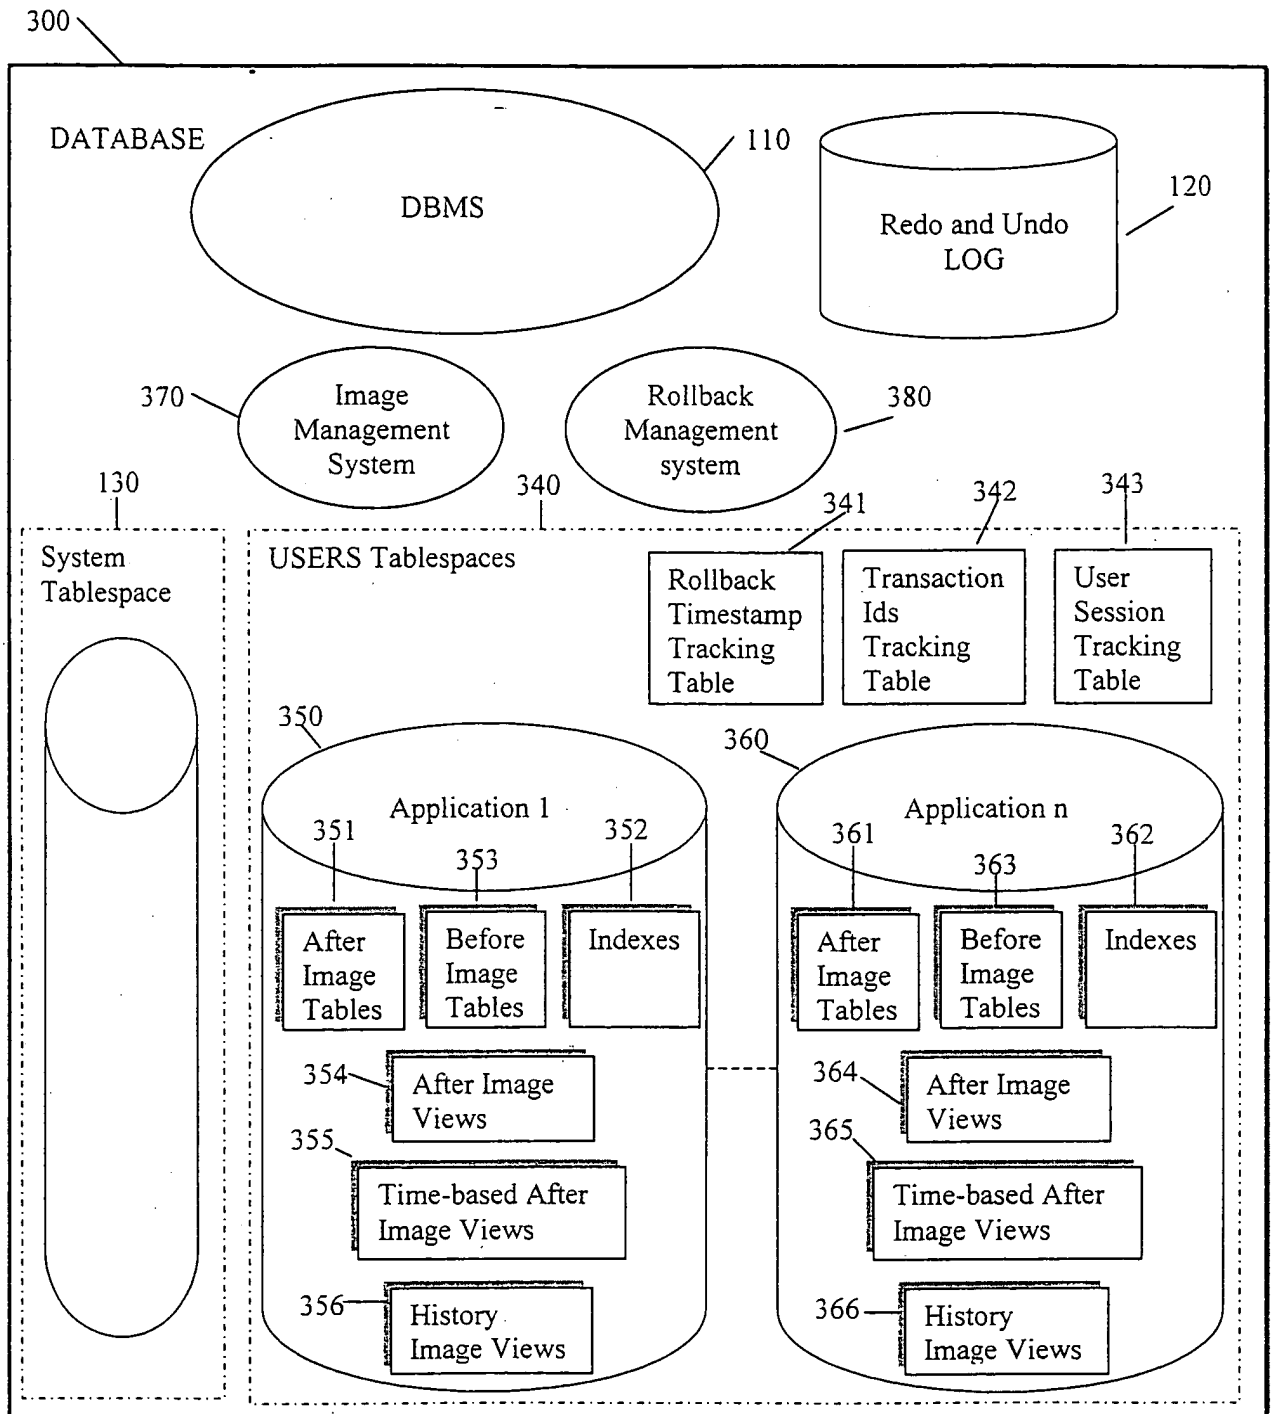 300
DATABASE
110
DBMS
120
Redo and Undo
LOG
370
Image
Management
System
Rollback
Management
system
380
130
340
341
342
343
System
Tablespace
USERS Tablespaces
Rollback
Timestamp
Tracking
Table
Transaction
Ids
Tracking
Table
User
Session
Tracking
Table
350
Application 1
351
353
352
After
Image
Tables
Before
Image
Tables
Indexes
354
After Image
Views
355
Time-based After
Image Views
356
History
Image Views
360
Application n
361
363
362
After
Image
Tables
Before
Image
Tables
Indexes
364
After Image
Views
365
Time-based After
Image Views
366
History
Image Views